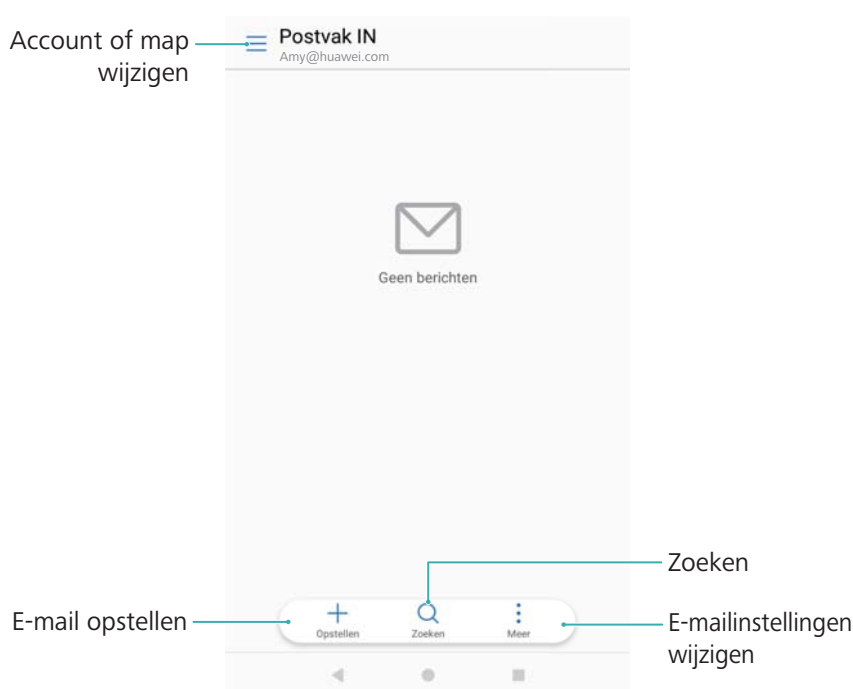 Account of map
wijzigen
Postvak IN
Amy@huawei.com
Geen berichten
Zoeken
E-mail opstellen
Opstellen
Zoeken
Meer
E-mailinstellingen
wijzigen